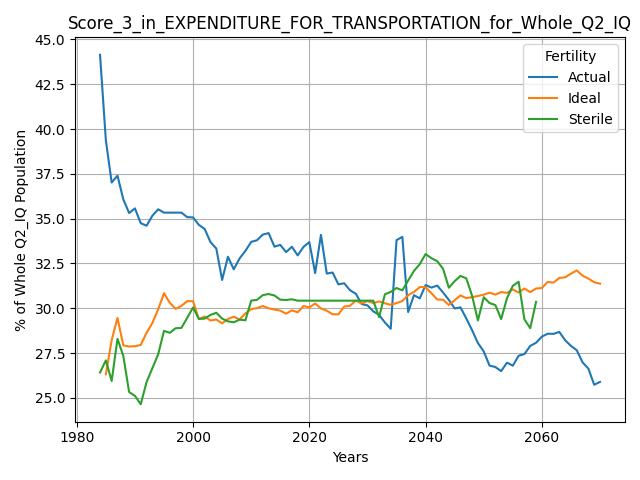 Score_3_in_EXPENDITURE_FOR_TRANSPORTATION_for_Whole_Q2_IQ
45.0
42.5
40.0
37.5
35.0
32.5
30.0
27.5
25.0
% of Whole Q2_IQ Population
Fertility
Actual
Ideal
Sterile
1980 2000 2020 2040 2060
Years